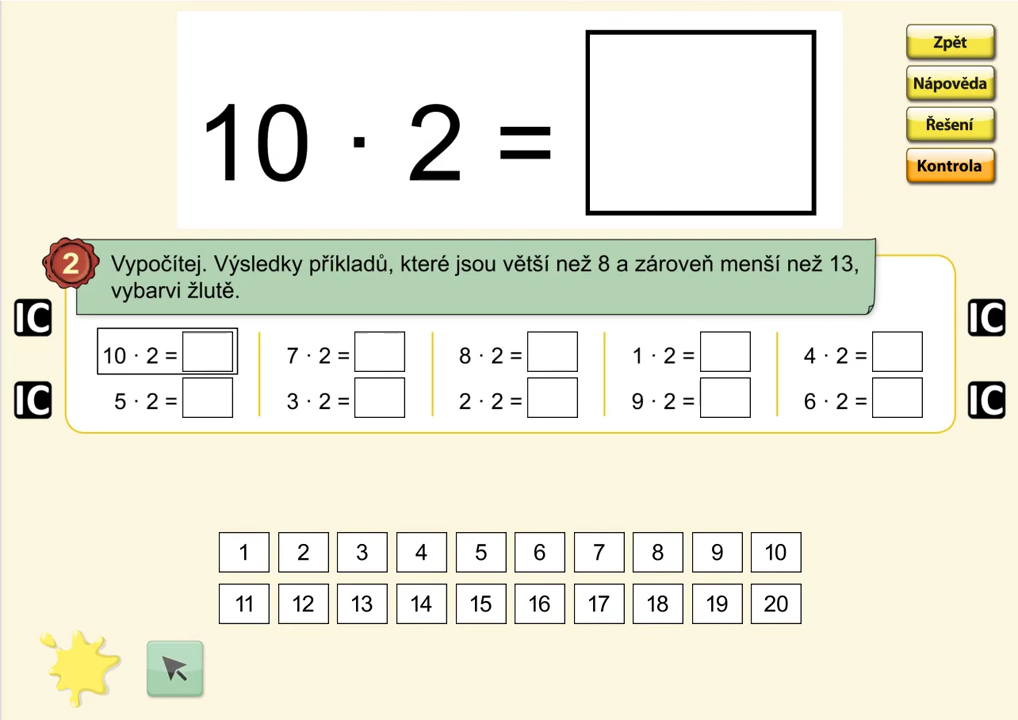 10 · 2 =
Zpět
Nápověda
Řešení
Kontrola
2
Vypočítej. Výsledky příkladů, které jsou větší než 8 a zároveň menší než 13,
vybarvi žlutě.
IC
IC
10 · 2 = 7 · 2 = 8 · 2 = 1 · 2 = 4 · 2 =
5 · 2 = 3 · 2 = 2 · 2 = 9 · 2 = 6 · 2 =
IC
IC
1 2 3 4 5 6 7 8 9 10
11 12 13 14 15 16 17 18 19 20